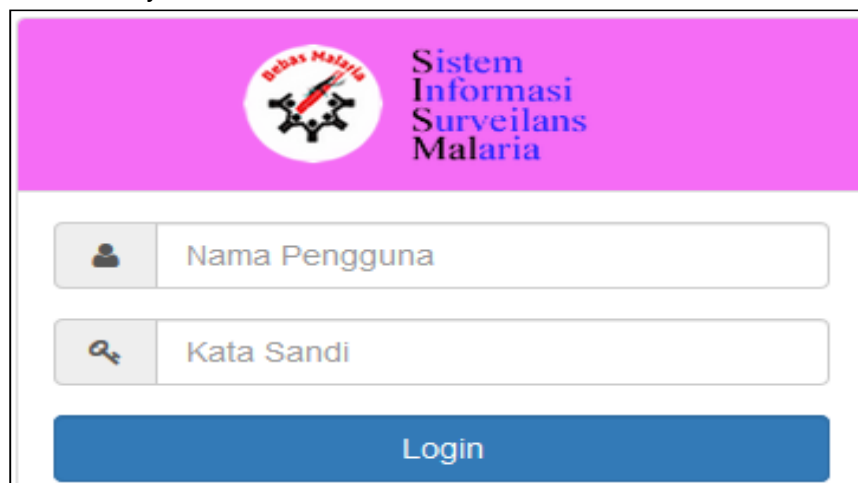 Bebas Malaria
Sistem
Informasi
Surveilans
Malaria
Nama Pengguna
Kata Sandi
Login